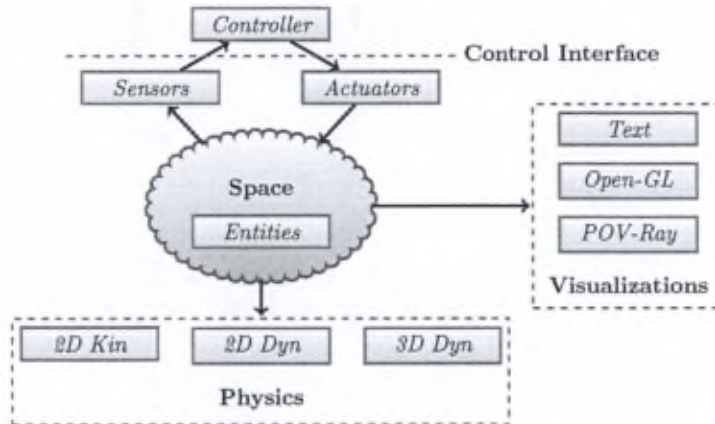 Controller
Control Interface
Sensors
Actuators
Text
Open-GL
Space
Entities
POV-Ray
Visualizations
2D Kin
2D Dyn
3D Dyn
Physics